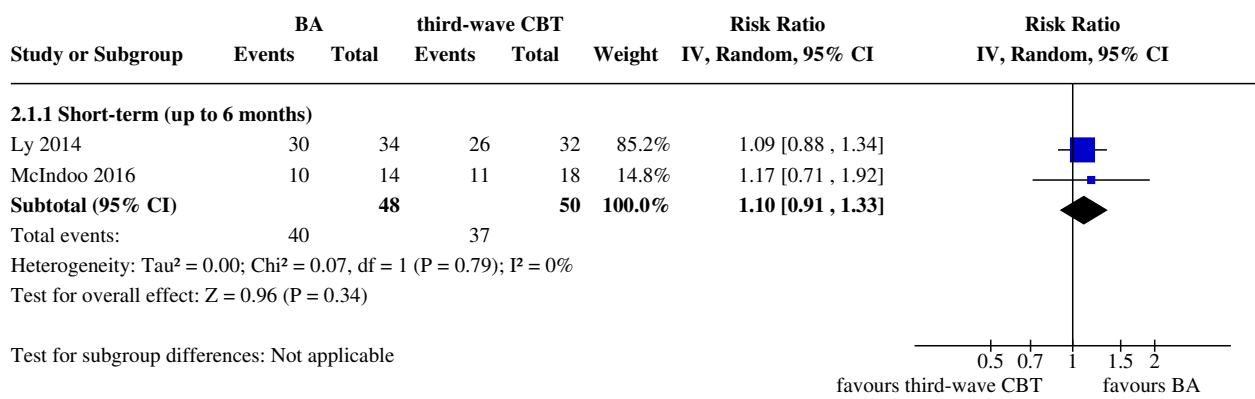 BA third-wave CBT Risk Ratio Risk Ratio
Study or Subgroup Events Total Events Total Weight IV, Random, 95% CI IV, Random, 95% CI
2.1.1 Short-term (up to 6 months)
Ly 2014 30 34 26 32 85.2% 1.09 [0.88 , 1.34]
McIndoo 2016 10 14 11 18 14.8% 1.17 [0.71 , 1.92]
Subtotal (95% CI) 48 50 100.0% 1.10 [0.91 , 1.33]
Total events: 40 37
Heterogeneity: Tau² = 0.00; Chi² = 0.07, df = 1 (P = 0.79); I² = 0%
Test for overall effect: Z = 0.96 (P = 0.34)
Test for subgroup differences: Not applicable
0.5 0.7 1 1.5 2
favours third-wave CBT favours BA